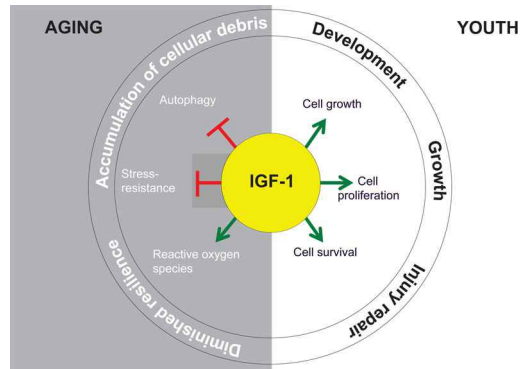 AGING
YOUTH
Accumulation of cellular debris
Development
Autophagy
Cell growth
Stress-
resistance
IGF-1
Cell
proliferation
Growth
Reactive oxygen
species
Cell survival
Diminished resilience
Injury repair